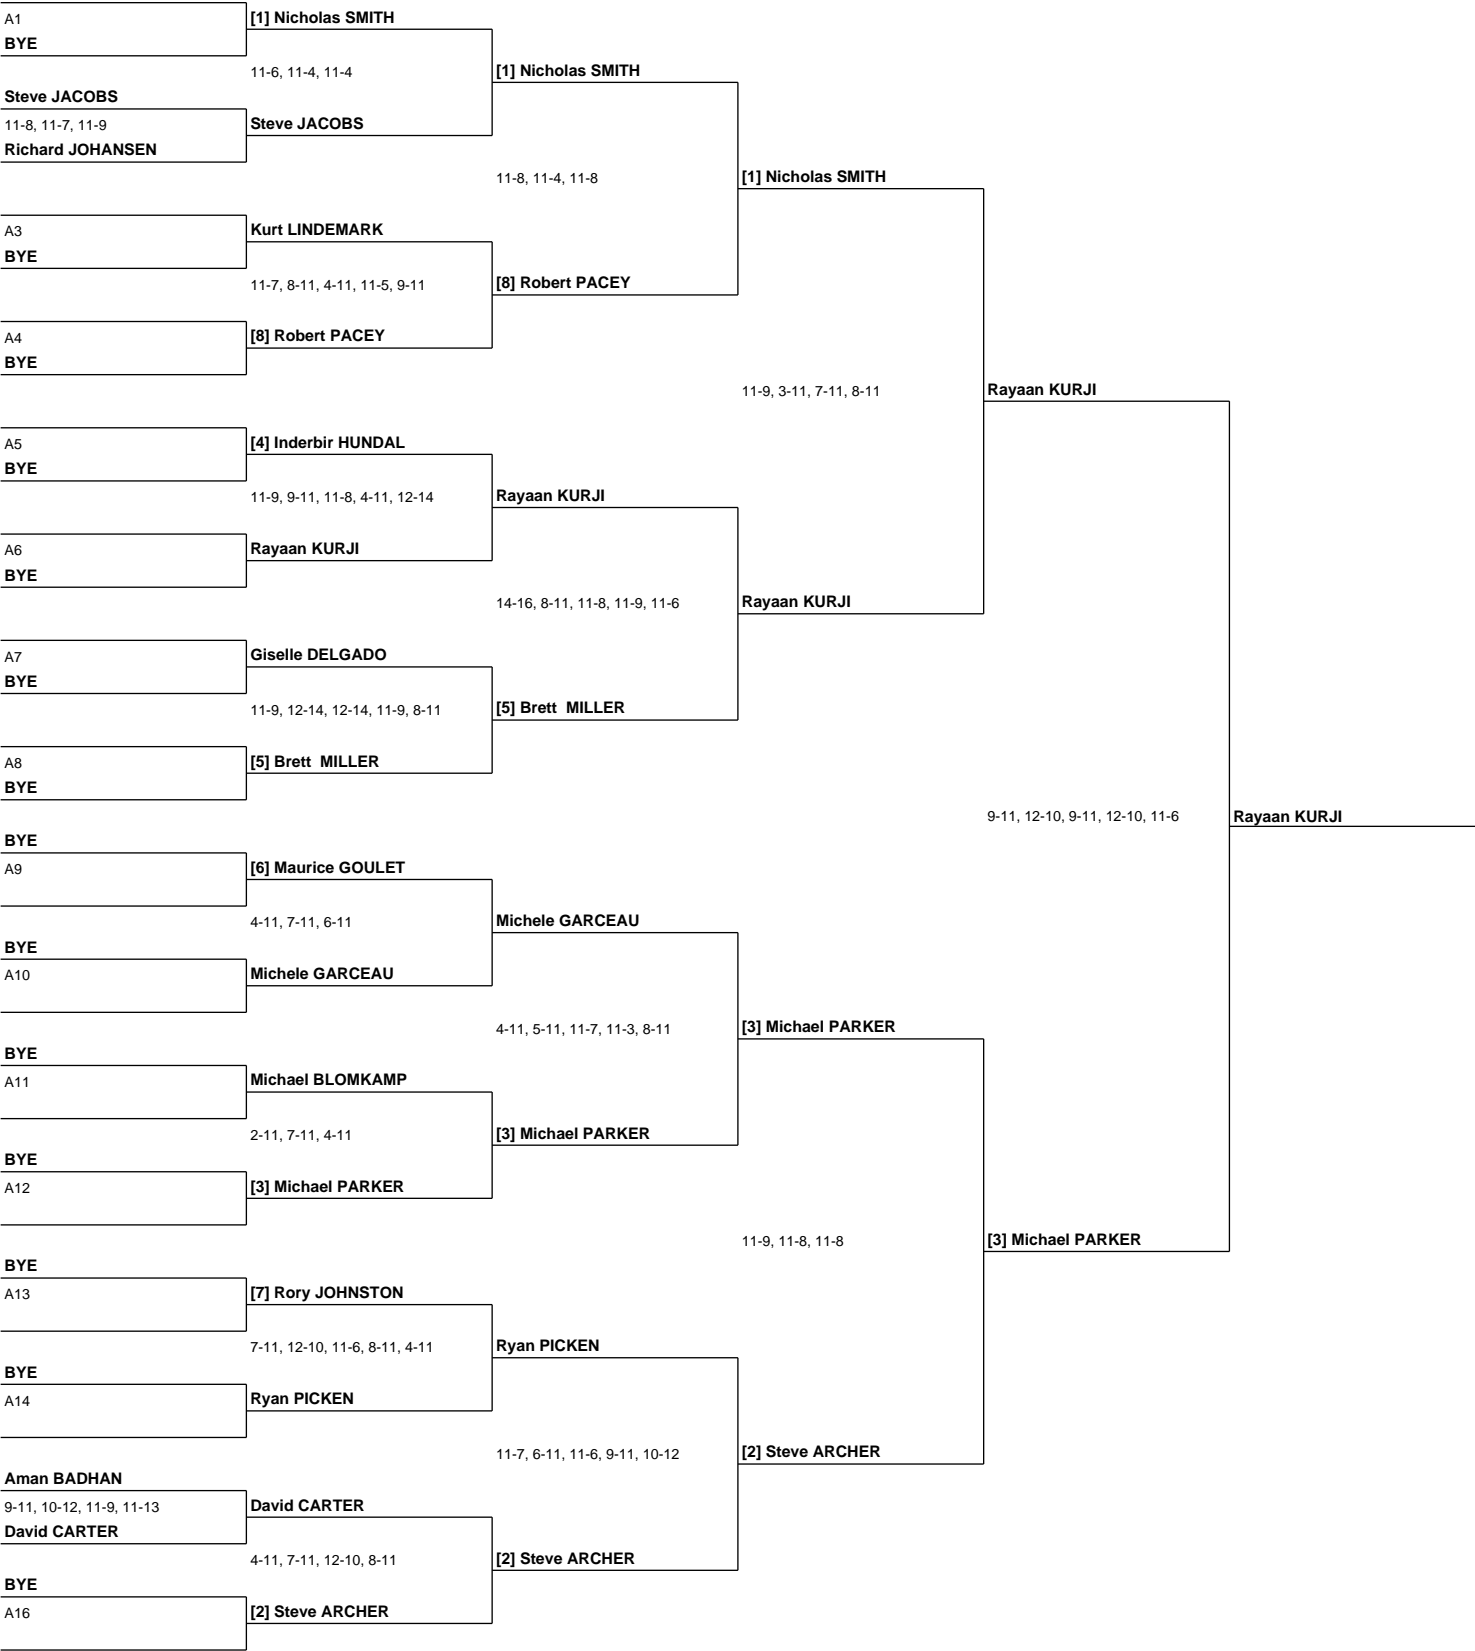 A1
BYE
[1] Nicholas SMITH
11-6, 11-4, 11-4
Steve JACOBS
11-8, 11-7, 11-9
Richard JOHANSEN
Steve JACOBS
[1] Nicholas SMITH
11-8, 11-4, 11-8
A3
BYE
Kurt LINDEMARK
11-7, 8-11, 4-11, 11-5, 9-11
A4
BYE
[8] Robert PACEY
[8] Robert PACEY
[1] Nicholas SMITH
11-9, 3-11, 7-11, 8-11
A5
BYE
[4] Inderbir HUNDAL
11-9, 9-11, 11-8, 4-11, 12-14
A6
BYE
Rayaan KURJI
Rayaan KURJI
14-16, 8-11, 11-8, 11-9, 11-6
A7
BYE
Giselle DELGADO
11-9, 12-14, 12-14, 11-9, 8-11
A8
BYE
[5] Brett  MILLER
[5] Brett  MILLER
Rayaan KURJI
Rayaan KURJI
9-11, 12-10, 9-11, 12-10, 11-6
Rayaan KURJI
BYE
A9
[6] Maurice GOULET
4-11, 7-11, 6-11
BYE
A10
Michele GARCEAU
Michele GARCEAU
4-11, 5-11, 11-7, 11-3, 8-11
BYE
A11
Michael BLOMKAMP
2-11, 7-11, 4-11
BYE
A12
[3] Michael PARKER
[3] Michael PARKER
[3] Michael PARKER
11-9, 11-8, 11-8
[3] Michael PARKER
BYE
A13
[7] Rory JOHNSTON
7-11, 12-10, 11-6, 8-11, 4-11
BYE
A14
Ryan PICKEN
Ryan PICKEN
11-7, 6-11, 11-6, 9-11, 10-12
Aman BADHAN
9-11, 10-12, 11-9, 11-13
David CARTER
David CARTER
4-11, 7-11, 12-10, 8-11
BYE
A16
[2] Steve ARCHER
[2] Steve ARCHER
[2] Steve ARCHER